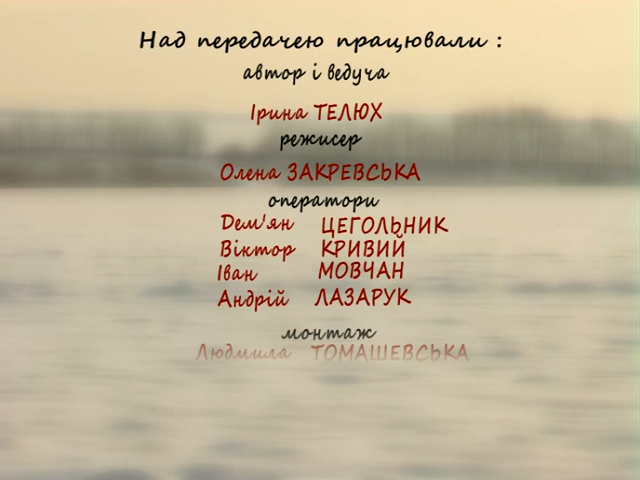 Над передачею працювали :
автор і ведуча
Ірина ТЕЛЮХ
режисер
Олена ЗАКРЕВСЬКА
оператори
Дем'ян ЦЕГОЛЬНИК
Віктор КРИВИЙ
Іван МОВЧАН
Андрій ЛАЗАРУК
монтаж
Людмила ТОМАШЕВСЬКА